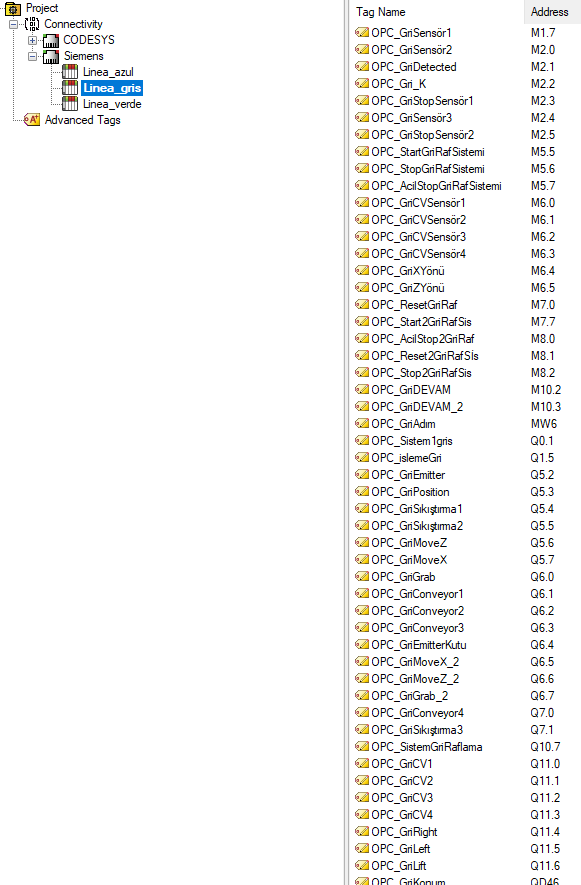 Project
Connectivity
CODESYS
Siemens
Linea_azul
Linea_gris
Linea_verde
Advanced Tags
Tag Name Address
OPC_GriSensör1 M1.7
OPC_GriSensör2 M2.0
OPC_GriDetected M2.1
OPC_Gri_K M2.2
OPC_GriStopSensör1 M2.3
OPC_GriSensör3 M2.4
OPC_GriStopSensör2 M2.5
OPC_StartGriRafSistemi M5.5
OPC_StopGriRafSistemi M5.6
OPC_AcilStopGriRafSistemi M5.7
OPC_GriCVSensör1 M6.0
OPC_GriCVSensör2 M6.1
OPC_GriCVSensör3 M6.2
OPC_GriCVSensör4 M6.3
OPC_GriXYönü M6.4
OPC_GriZYönü M6.5
OPC_ResetGriRaf M7.0
OPC_Start2GriRafSis M7.7
OPC_AcilStop2GriRaf M8.0
OPC_Reset2GriRafSis M8.1
OPC_Stop2GriRafSis M8.2
OPC_GriDEVAM M10.2
OPC_GriDEVAM_2 M10.3
OPC_GriAdım MW6
OPC_Sistem1gris Q0.1
OPC_islemeGri Q1.5
OPC_GriEmitter Q5.2
OPC_GriPosition Q5.3
OPC_GriSıkıştırma1 Q5.4
OPC_GriSıkıştırma2 Q5.5
OPC_GriMoveZ Q5.6
OPC_GriMoveX Q5.7
OPC_GriGrab Q6.0
OPC_GriConveyor1 Q6.1
OPC_GriConveyor2 Q6.2
OPC_GriConveyor3 Q6.3
OPC_GriEmitterKutu Q6.4
OPC_GriMoveX_2 Q6.5
OPC_GriMoveZ_2 Q6.6
OPC_GriGrab_2 Q6.7
OPC_GriConveyor4 Q7.0
OPC_GriSıkıştırma3 Q7.1
OPC_SistemGriRaflama Q10.7
OPC_GriCV1 Q11.0
OPC_GriCV2 Q11.1
OPC_GriCV3 Q11.2
OPC_GriCV4 Q11.3
OPC_GriRight Q11.4
OPC_GriLeft Q11.5
OPC_GriLift Q11.6
OPC_GriKonum QD46